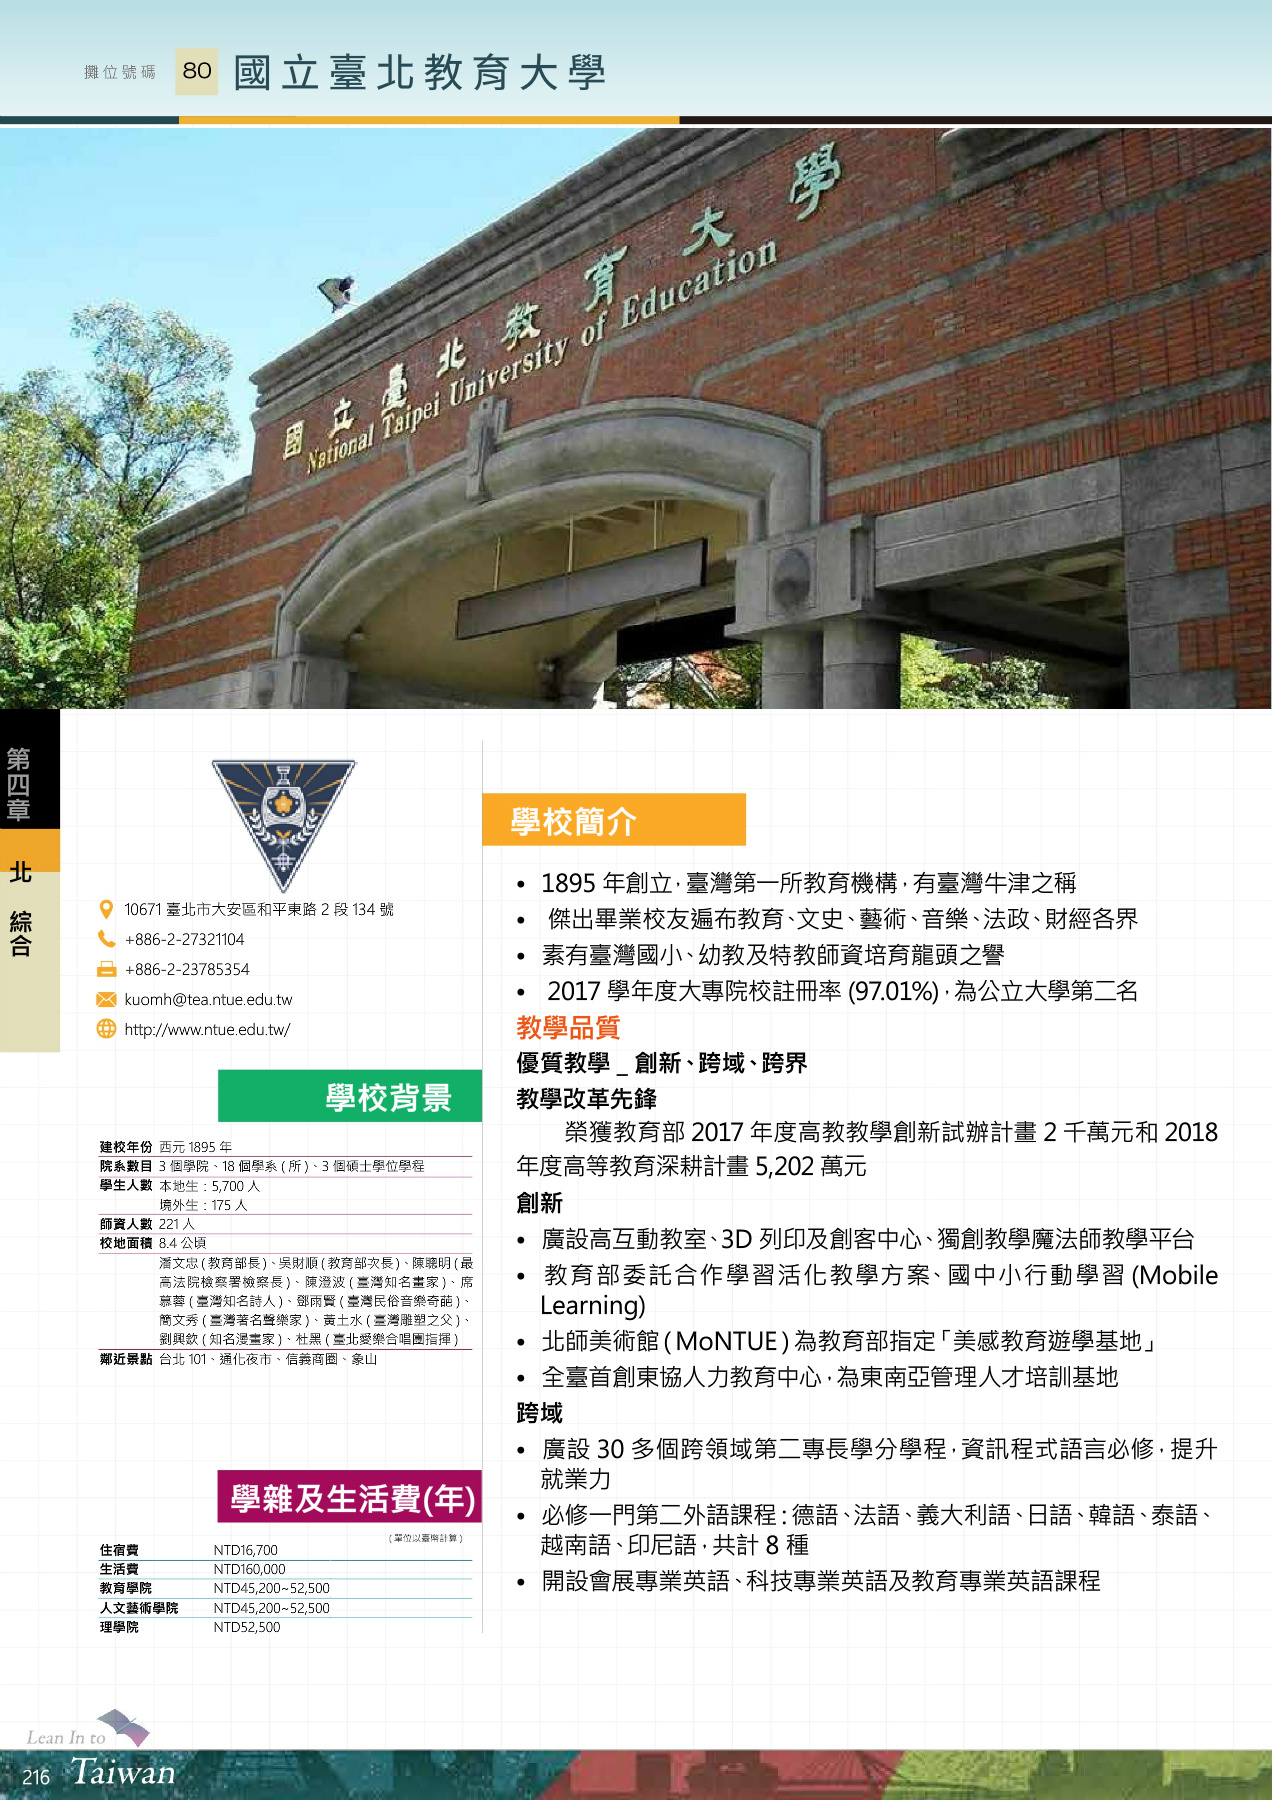 攤位號碼 80 國立臺北教育大學
國立臺北教育大學
National Taipei University of Education
第四章
北
綜合
10671 臺北市大安區和平東路 2 段 134 號
+886-2-27321104
+886-2-23785354
kuomh@tea.ntue.edu.tw
http://www.ntue.edu.tw/
學校背景
建校年份 西元 1895 年
院系數目 3 個學院、18 個學系 ( 所 )、3 個碩士學位學程
學生人數 本地生：5,700 人
境外生：175 人
師資人數 221 人
校地面積 8.4 公頃
潘文忠 ( 教育部長 )、吳財順 ( 教育部次長 )、陳聰明 ( 最
高法院檢察署檢察長 )、陳澄波 ( 臺灣知名畫家 )、席
慕蓉 ( 臺灣知名詩人 )、鄧雨賢 ( 臺灣民俗音樂奇葩 )、
簡文秀 ( 臺灣著名聲樂家 )、黃土水 ( 臺灣雕塑之父 )、
劉興欽 ( 知名漫畫家 )、杜黑 ( 臺北愛樂合唱團指揮 )
鄰近景點 台北 101、通化夜市、信義商圈、象山
學雜及生活費(年)
( 單位以臺幣計算 )
住宿費 NTD16,700
生活費 NTD160,000
教育學院 NTD45,200~52,500
人文藝術學院 NTD45,200~52,500
理學院 NTD52,500
學校簡介
• 1895 年創立，臺灣第一所教育機構，有臺灣牛津之稱
• 傑出畢業校友遍布教育、文史、藝術、音樂、法政、財經各界
• 素有臺灣國小、幼教及特教師資培育龍頭之譽
• 2017 學年度大專院校註冊率 (97.01%)，為公立大學第二名
教學品質
優質教學 _ 創新、跨域、跨界
教學改革先鋒
榮獲教育部 2017 年度高教教學創新試辦計畫 2 千萬元和 2018
年度高等教育深耕計畫 5,202 萬元
創新
• 廣設高互動教室、3D 列印及創客中心、獨創教學魔法師教學平台
• 教育部委託合作學習活化教學方案、國中小行動學習 (Mobile
Learning)
• 北師美術館 ( MoNTUE ) 為教育部指定「美感教育遊學基地」
• 全臺首創東協人力教育中心，為東南亞管理人才培訓基地
跨域
• 廣設 30 多個跨領域第二專長學分學程，資訊程式語言必修，提升
就業力
• 必修一門第二外語課程：德語、法語、義大利語、日語、韓語、泰語、
越南語、印尼語，共計 8 種
• 開設會展專業英語、科技專業英語及教育專業英語課程
Lean In to
216 Taiwan